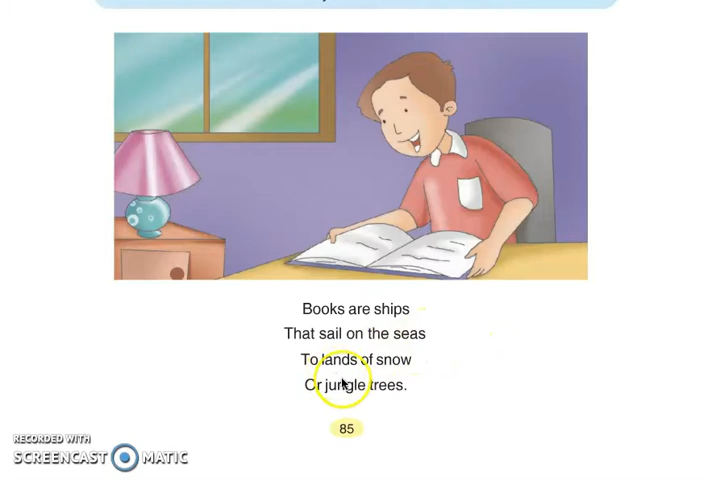 Books are ships
That sail on the seas
To lands of snow
Or jungle trees.
85
RECORDED WITH
SCREENCAST MATIC